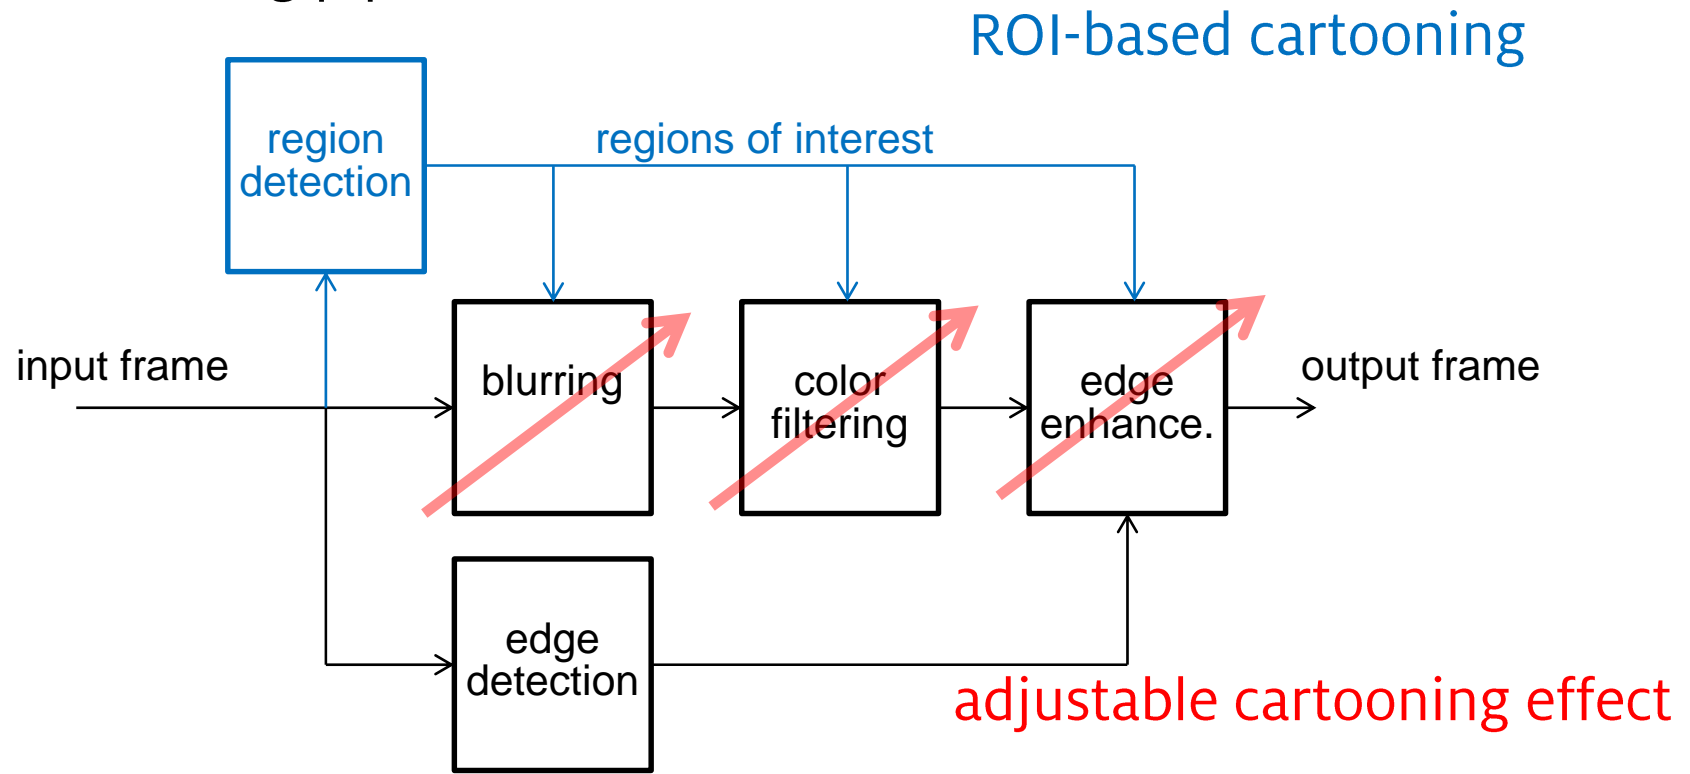 ROI-based cartooning
region
detection
regions of interest
input frame
blurring
color
filtering
edge
enhance.
output frame
edge
detection
adjustable cartooning effect